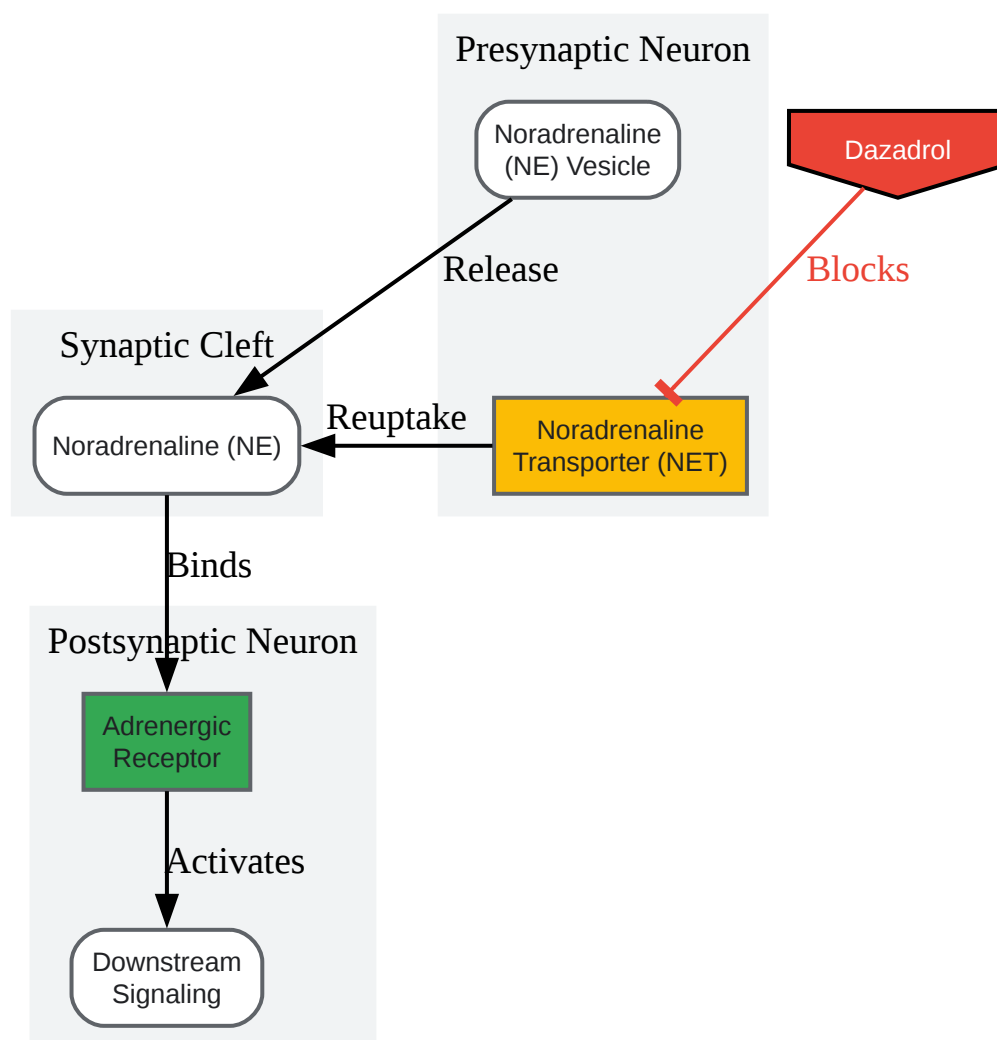 Presynaptic Neuron
Noradrenaline
(NE) Vesicle
Dazadrol
Release
Blocks
Synaptic Cleft
Noradrenaline (NE)
Reuptake
Noradrenaline
Transporter (NET)
Binds
Postsynaptic Neuron
Adrenergic
Receptor
Activates
Downstream
Signaling